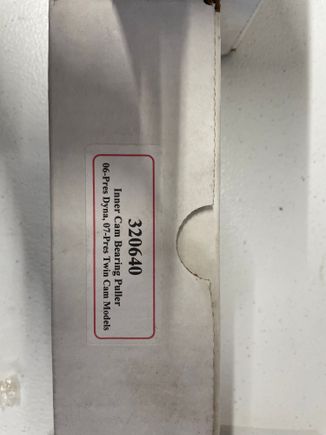 320640
Inner Cam Bearing Puller
06-Pres Dyna, 07-Pres Twin Cam Models